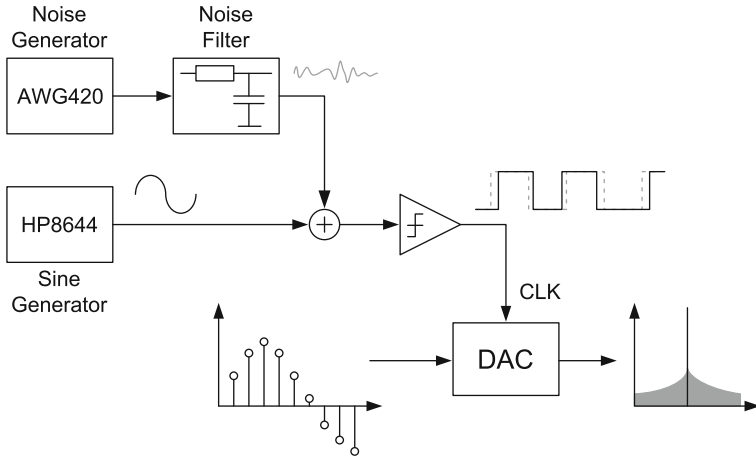 Noise
Generator
Noise
Filter
AWG420
HP8644
+
Sine
Generator
CLK
DAC